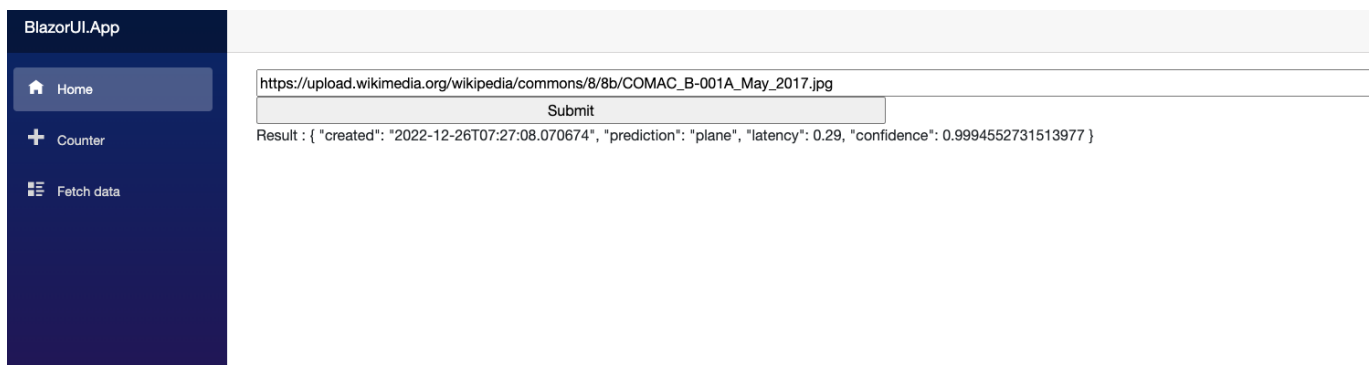 BlazorUI.App
Home
Counter
Fetch data
https://upload.wikimedia.org/wikipedia/commons/8/8b/COMAC_B-001A_May_2017.jpg
Submit
Result : { "created": "2022-12-26T07:27:08.070674", "prediction": "plane", "latency": 0.29, "confidence": 0.9994552731513977 }